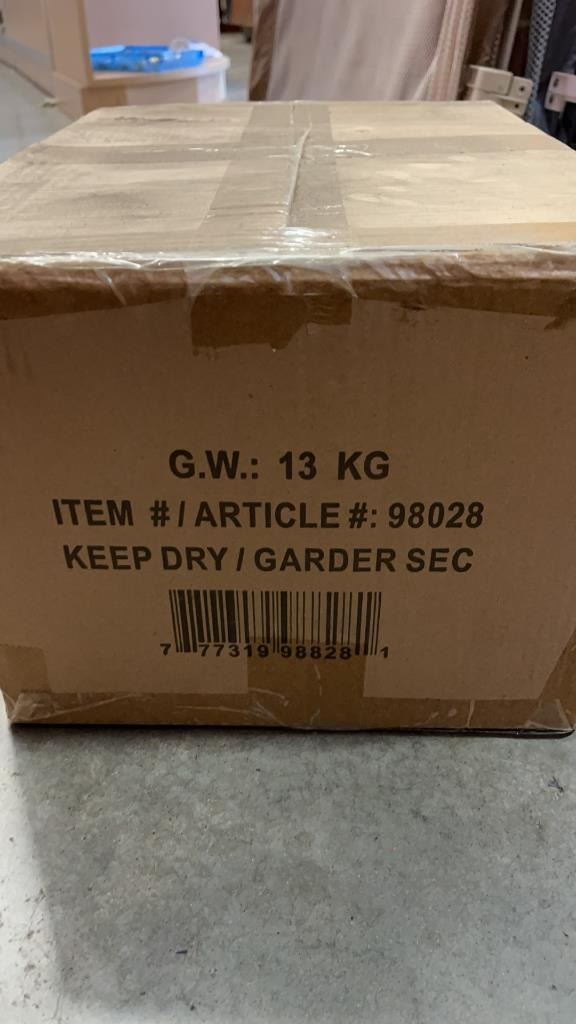 G.W.: 13 KG
ITEM #/ARTICLE #: 98028
KEEP DRY / GARDER SEC
7 77319 98828 1